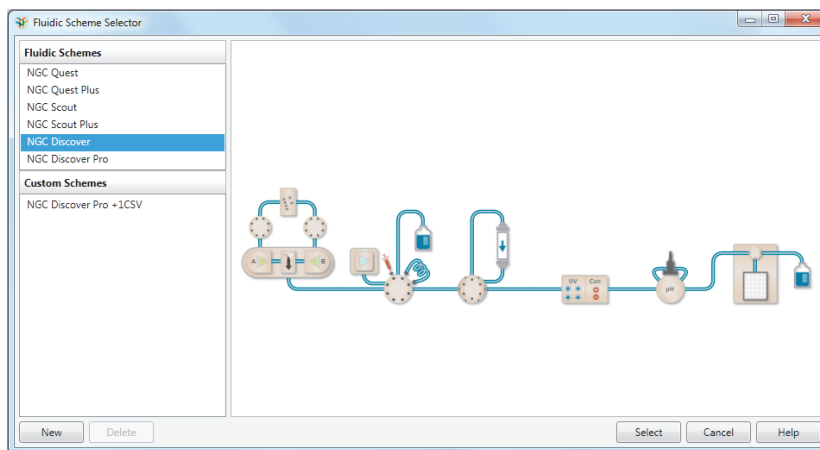 Fluidic Scheme Selector
Fluidic Schemes
NGC Quest
NGC Quest Plus
NGC Scout
NGC Scout Plus
NGC Discover
NGC Discover Pro
Custom Schemes
NGC Discover Pro +1CSV
A
B
UV Con
pH
New
Delete
Select
Cancel
Help